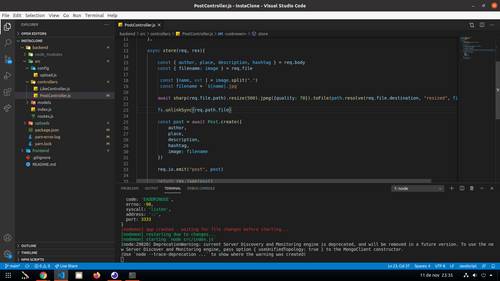 PostController.js - InstaClone - Visual Studio Code
File Edit Selection View Go Run Terminal Help
EXPLORER
OPEN EDITORS
INSTACLONE
backend
node_modules
src
config
upload.js
controllers
LikeController.js
PostController.js
models
index.js
routes.js
uploads
package.json
yarn-error.log
yarn.lock
frontend
.gitignore
README.md
OUTLINE
TIMELINE
NPM SCRIPTS
PostController.js
backend > src > controllers > PostController.js > <unknown> > store
async store(req, res){
const { author, place, description, hashtag } = req.body
const { filename: image } = req.file
const [name, ext ] = image.split(".")
const filename = `${name}.jpg`
await sharp(req.file.path).resize(500).jpeg({quality: 70}).toFile(path.resolve(req.file.destination, "resized", fi
fs.unlinkSync(req.path.file)
const post = await Post.create({
author,
place,
description,
hashtag,
image: filename
})
req.io.emit("post", post)
return res.json(post)
PROBLEMS OUTPUT TERMINAL DEBUG CONSOLE
1: node
code: 'EADDRINUSE',
errno: -98,
syscall: 'listen',
address: '::',
port: 3333
}
[nodemon] app crashed - waiting for file changes before starting...
[nodemon] restarting due to changes...
[nodemon] starting `node src/index.js`
DeprecationWarning: current Server Discovery and Monitoring engine is deprecated, and will be removed in a future version. To use the ne
w Server Discover and Monitoring engine, pass option { useUnifiedTopology: true } to the MongoClient constructor.
(Use `node --trace-deprecation ...` to show where the warning was created)
main* 0 0 Live Share
Ln 23, Col 37 Spaces: 4 UTF-8 LF JavaScript
11 de nov 23:35